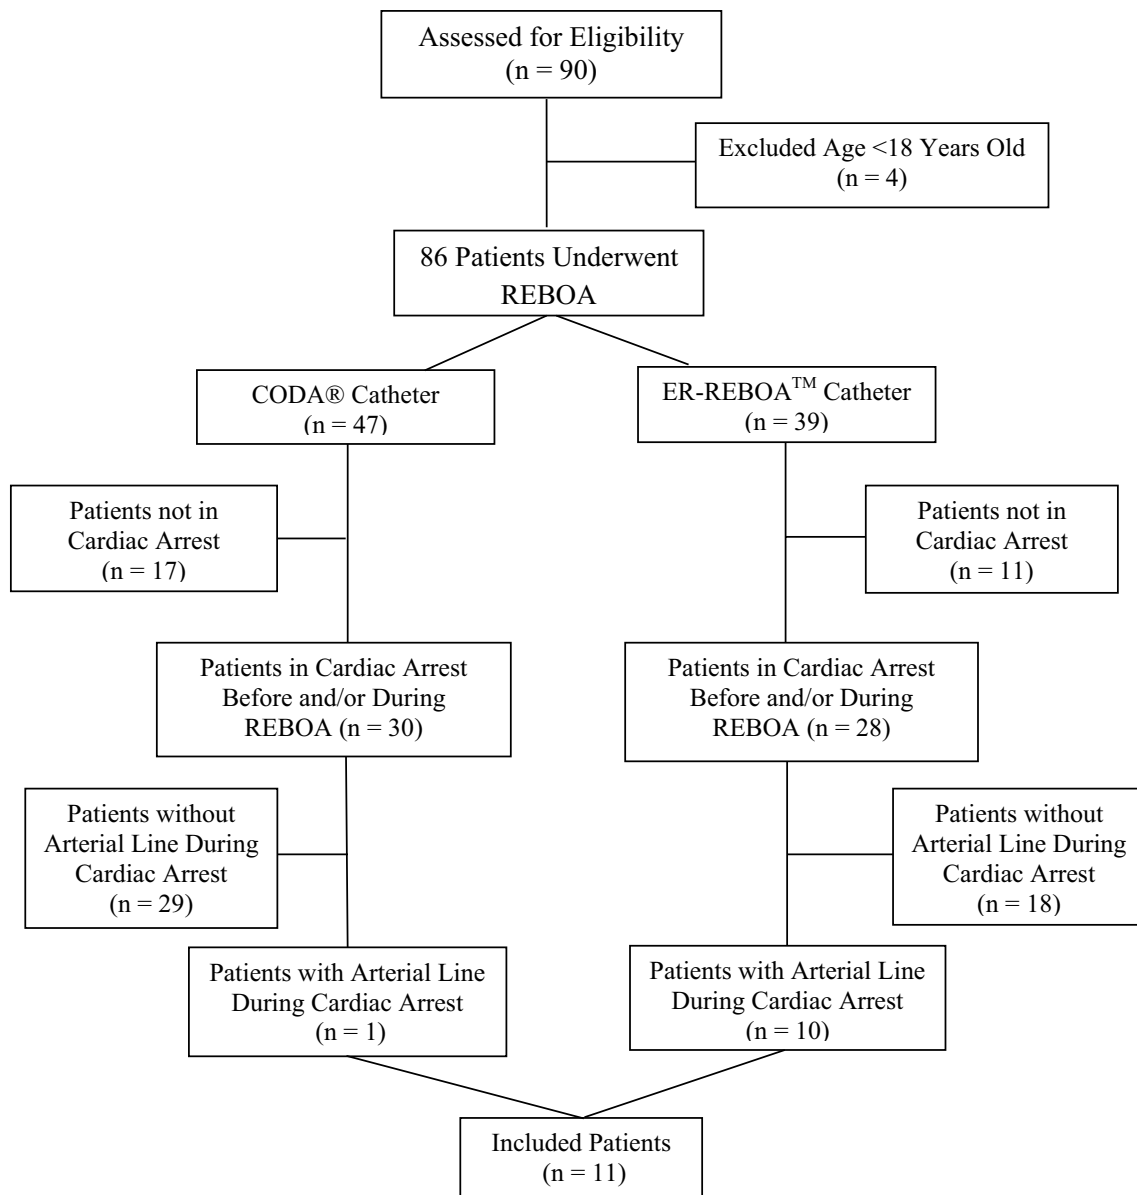 Assessed for Eligibility
(n = 90)
Excluded Age <18 Years Old
(n = 4)
86 Patients Underwent
REBOA
CODA® Catheter
(n = 47)
ER-REBOA™ Catheter
(n = 39)
Patients not in
Cardiac Arrest
(n = 17)
Patients not in
Cardiac Arrest
(n = 11)
Patients in Cardiac Arrest
Before and/or During
REBOA (n = 30)
Patients in Cardiac Arrest
Before and/or During
REBOA (n = 28)
Patients without
Arterial Line During
Cardiac Arrest
(n = 29)
Patients without
Arterial Line During
Cardiac Arrest
(n = 18)
Patients with Arterial Line
During Cardiac Arrest
(n = 1)
Patients with Arterial Line
During Cardiac Arrest
(n = 10)
Included Patients
(n = 11)